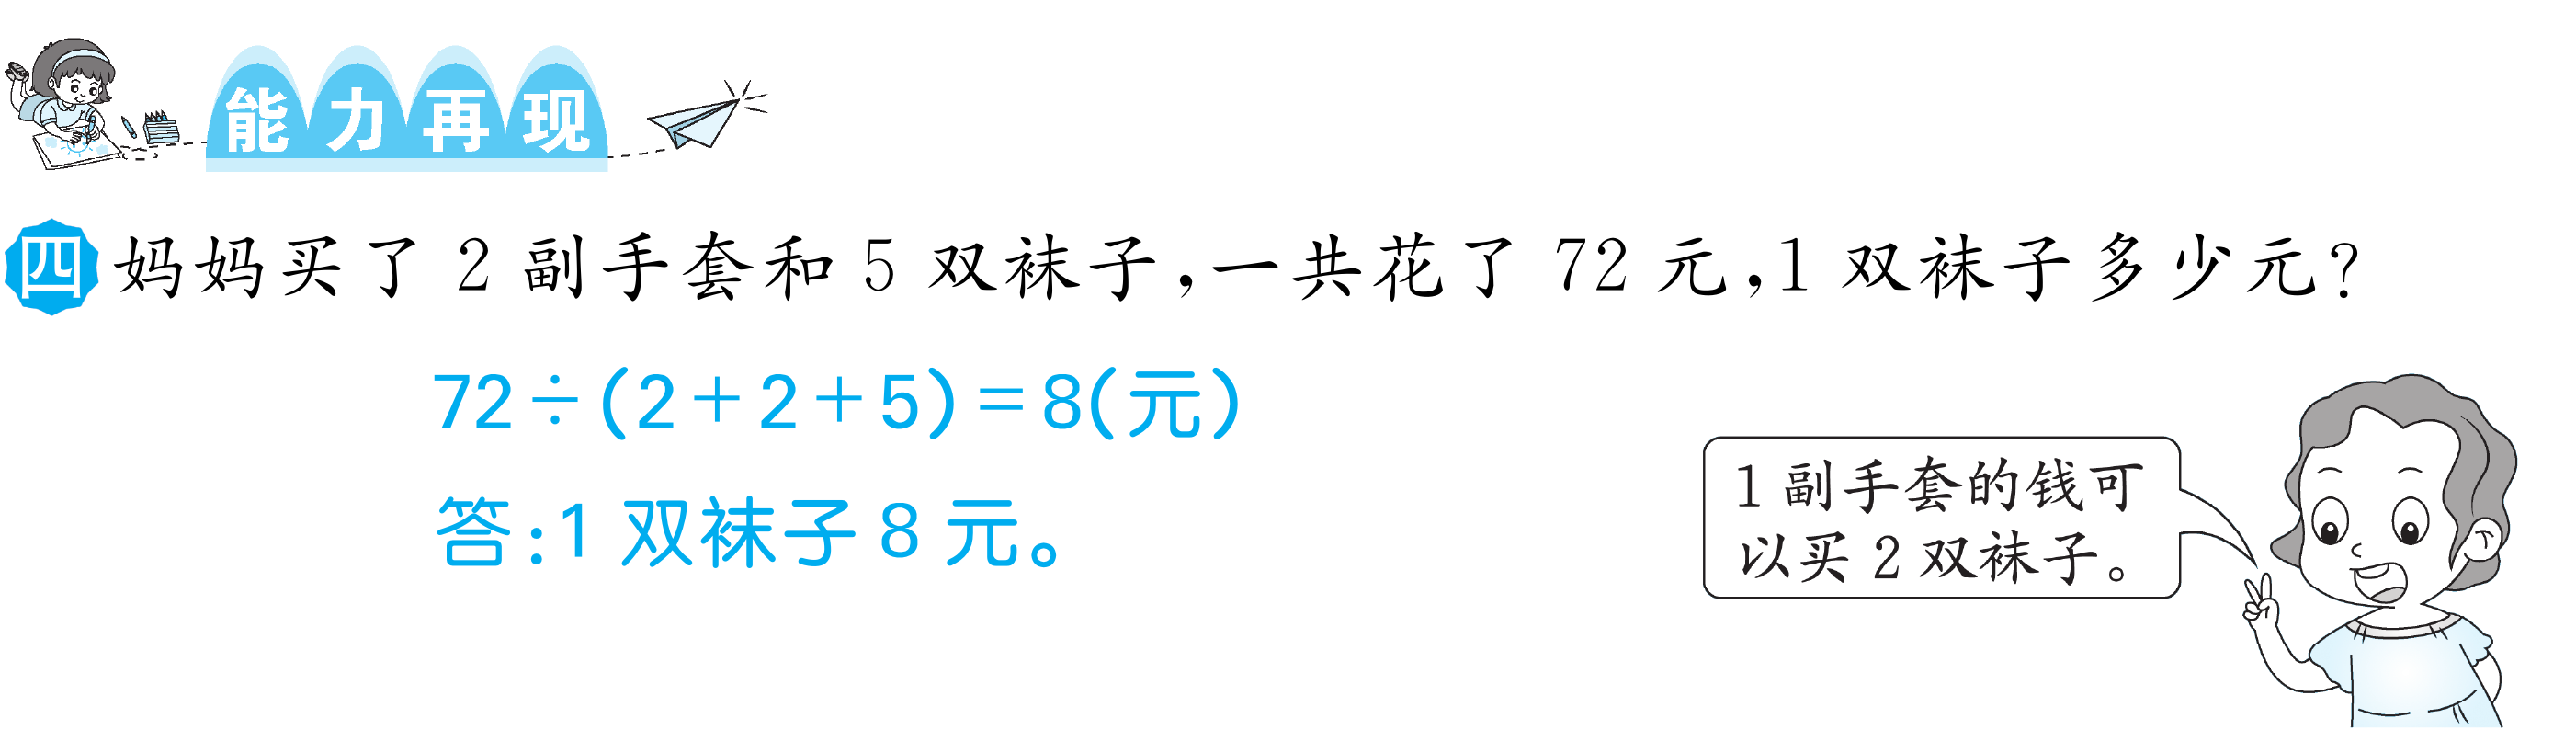 能力再现
四 妈妈买了 2 副手套和 5 双袜子,一共花了 72 元,1 双袜子多少元?
72÷(2+2+5)=8(元)
答:1 双袜子 8 元。
1 副手套的钱可
以买 2 双袜子。